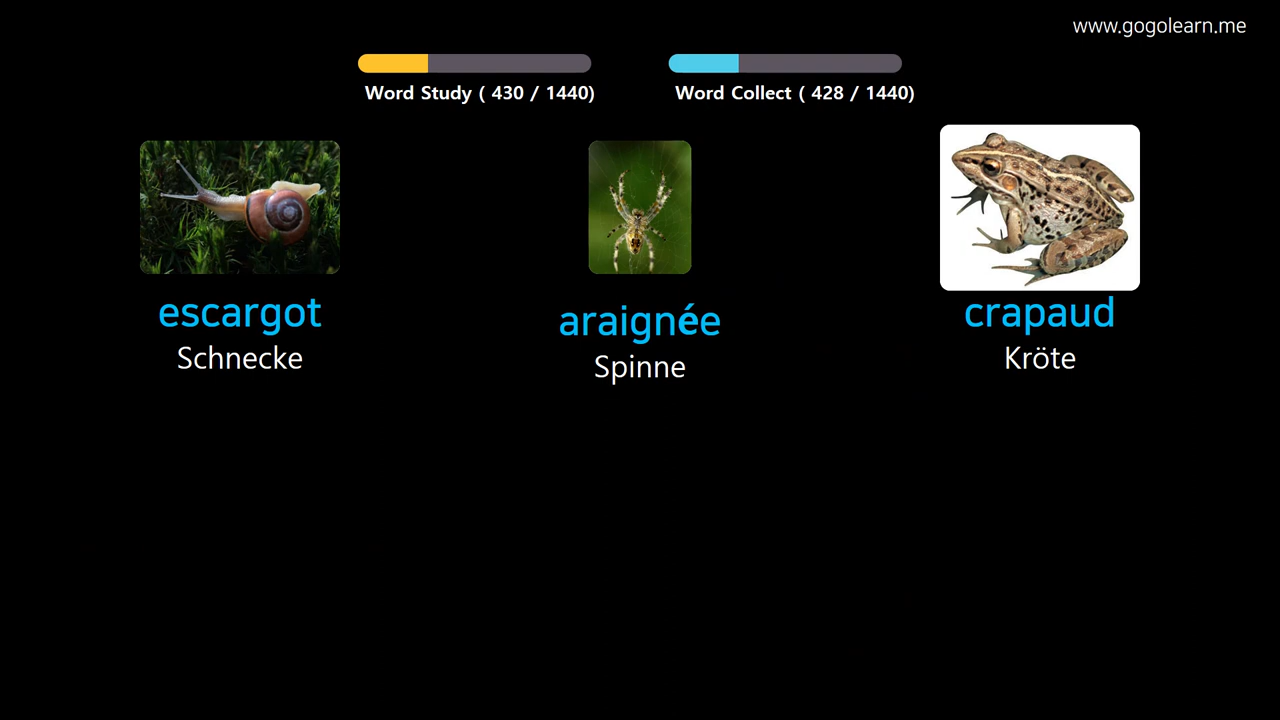 www.gogolearn.me
Word Study ( 430 / 1440)
Word Collect ( 428 / 1440)
escargot
Schnecke
araignée
Spinne
crapaud
Kröte